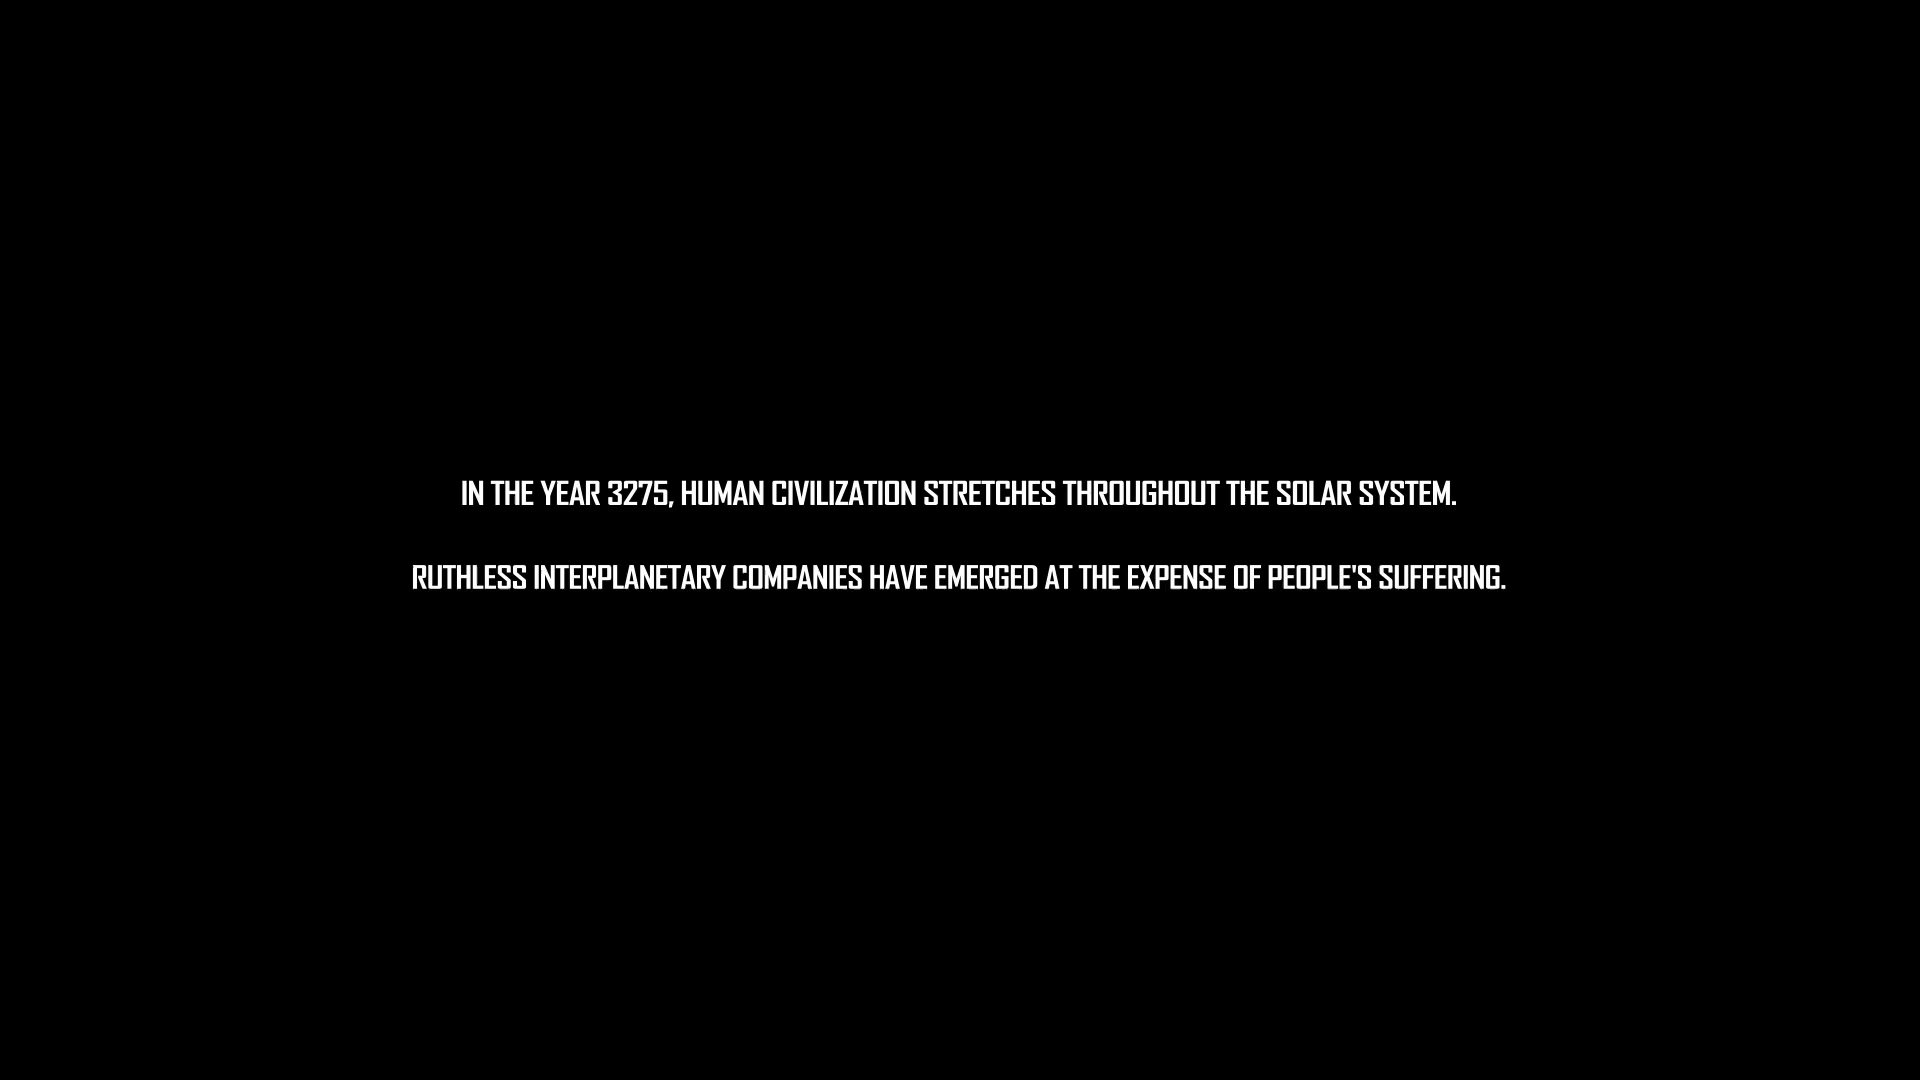 IN THE YEAR 3275, HUMAN CIVILIZATION STRETCHES THROUGHOUT THE SOLAR SYSTEM.
RUTHLESS INTERPLANETARY COMPANIES HAVE EMERGED AT THE EXPENSE OF PEOPLE'S SUFFERING.